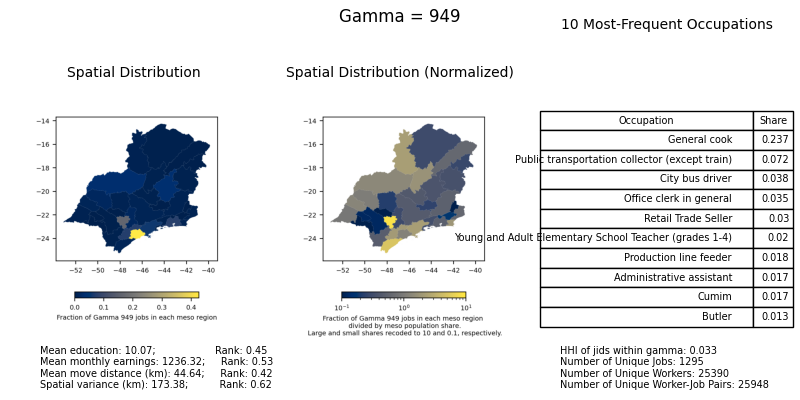 Gamma = 949
10 Most-Frequent Occupations
Spatial Distribution
Spatial Distribution (Normalized)
−14
−16
−18
−20
−22
−24
−52 −50 −48 −46 −44 −42 −40
0.0 0.1 0.2 0.3 0.4
Fraction of Gamma 949 jobs in each meso region
−14
−16
−18
−20
−22
−24
−52 −50 −48 −46 −44 −42 −40
10⁻¹ 10⁰ 10¹
Fraction of Gamma 949 jobs in each meso region
divided by meso population share.
Large and small shares recoded to 10 and 0.1, respectively.
Occupation Share
General cook 0.237
Public transportation collector (except train) 0.072
City bus driver 0.038
Office clerk in general 0.035
Retail Trade Seller 0.03
Young and Adult Elementary School Teacher (grades 1-4) 0.02
Production line feeder 0.018
Administrative assistant 0.017
Cumim 0.017
Butler 0.013
Mean education: 10.07; Rank: 0.45
Mean monthly earnings: 1236.32; Rank: 0.53
Mean move distance (km): 44.64; Rank: 0.42
Spatial variance (km): 173.38; Rank: 0.62
HHI of jids within gamma: 0.033
Number of Unique Jobs: 1295
Number of Unique Workers: 25390
Number of Unique Worker-Job Pairs: 25948